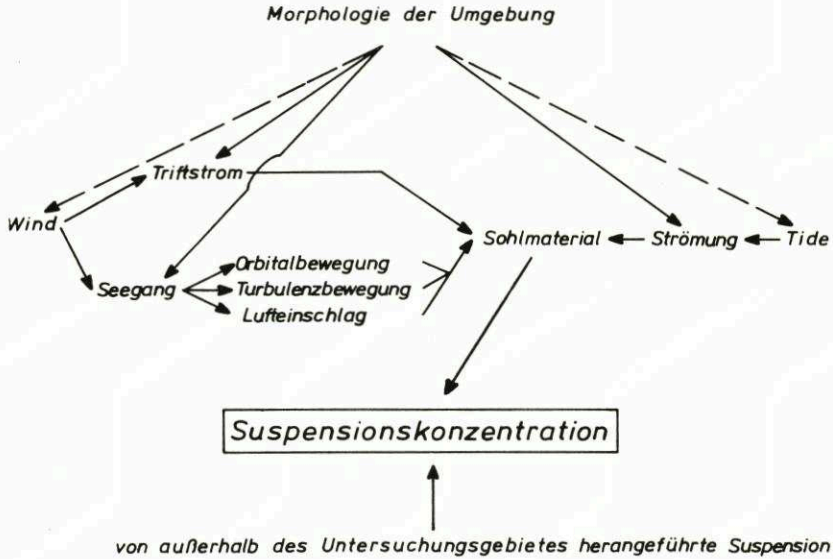 Morphologie der Umgebung
Triftstrom
Wind
Sohlmaterial
Strömung
Tide
Orbitalbewegung
Seegang
Turbulenzbewegung
Lufteinschlag
Suspensionskonzentration
von außerhalb des Untersuchungsgebietes herangeführte Suspension